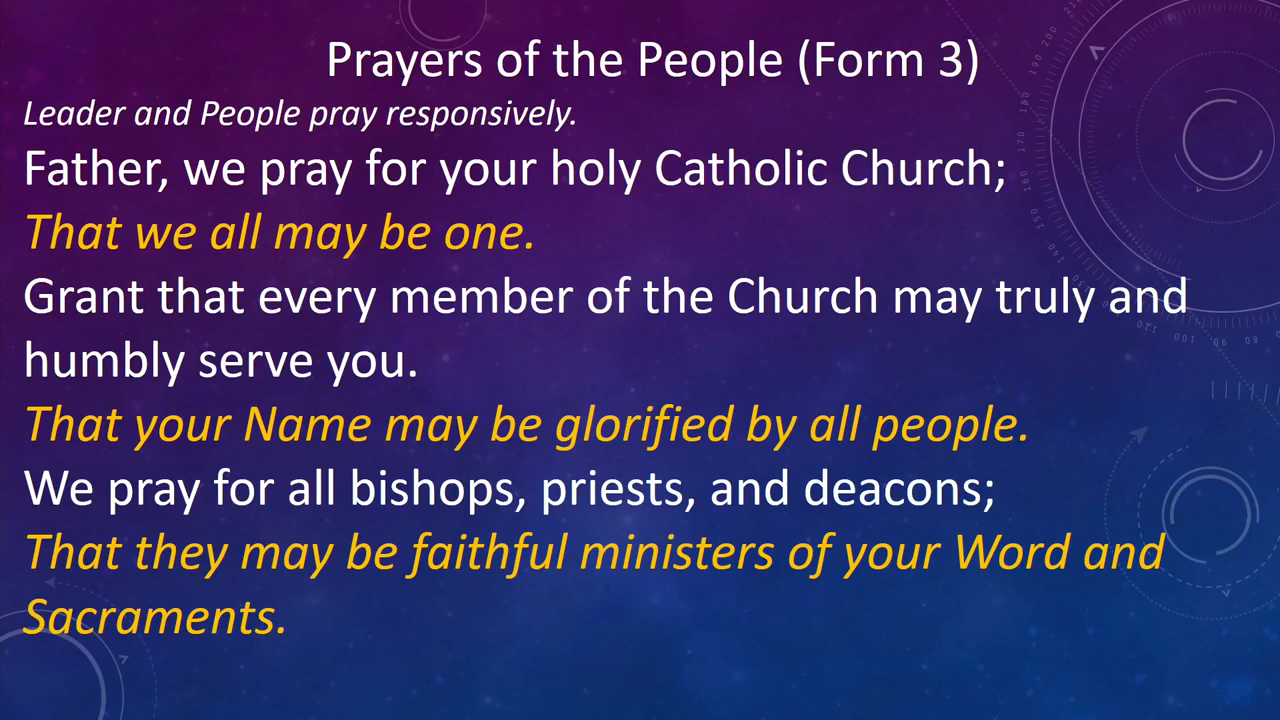 Prayers of the People (Form 3)
Leader and People pray responsively.
Father, we pray for your holy Catholic Church;
That we all may be one.
Grant that every member of the Church may truly and
humbly serve you.
That your Name may be glorified by all people.
We pray for all bishops, priests, and deacons;
That they may be faithful ministers of your Word and
Sacraments.